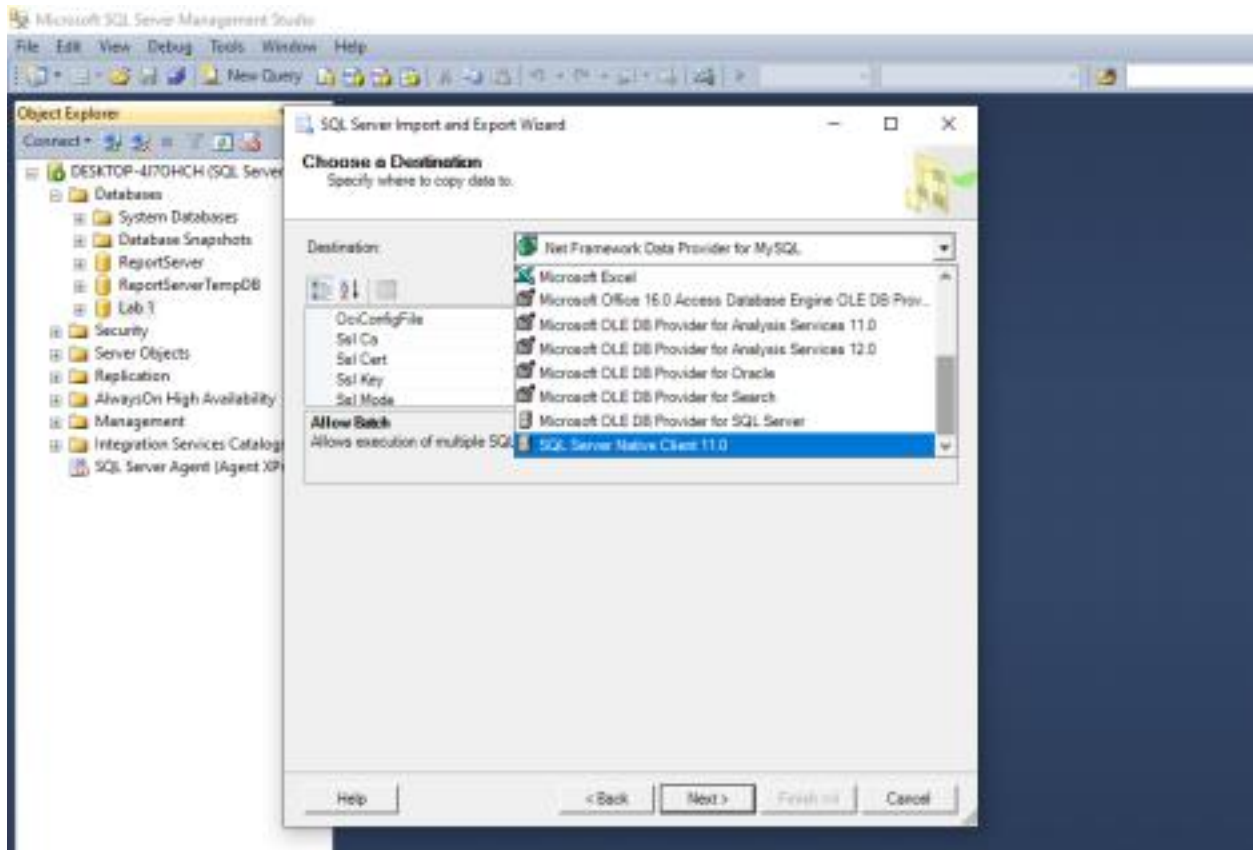 Microsoft SQL Server Management Studio
File Edit View Debug Tools Window Help
New Query
Object Explorer
Connect
DESKTOP-4J70HCH (SQL Server
Databases
System Databases
Database Snapshots
ReportServer
ReportServerTempDB
Lab 1
Security
Server Objects
Replication
AlwaysOn High Availability
Management
Integration Services Catalogs
SQL Server Agent (Agent XP
SQL Server Import and Export Wizard
Choose a Destination
Specify where to copy data to.
Destination:
.Net Framework Data Provider for MySQL
Microsoft Excel
Microsoft Office 16.0 Access Database Engine OLE DB Prov...
Microsoft OLE DB Provider for Analysis Services 11.0
Microsoft OLE DB Provider for Analysis Services 12.0
Microsoft OLE DB Provider for Oracle
Microsoft OLE DB Provider for Search
Microsoft OLE DB Provider for SQL Server
SQL Server Native Client 11.0
OciConfigFile
Ssl Ca
Ssl Cert
Ssl Key
Ssl Mode
Allow Batch
Allows execution of multiple SQL
Help
< Back
Next >
Finish >>|
Cancel